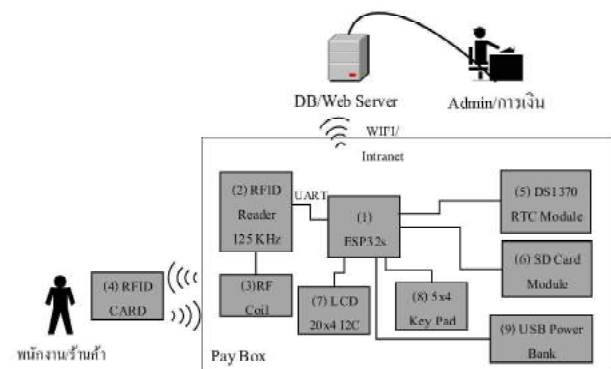 DB/Web Server
Admin/การเงิน
WIFI/
Intranet
(2) RFID
Reader
125 KHz
UART
(1)
ESP32s
(5) DS1370
RTC Module
(4) RFID
CARD
(3)RF
Coil
(7) LCD
20x4 I2C
(8) 5x4
Key Pad
(6) SD Card
Module
(9) USB Power
Bank
พนักงาน/ร้านค้า
Pay Box